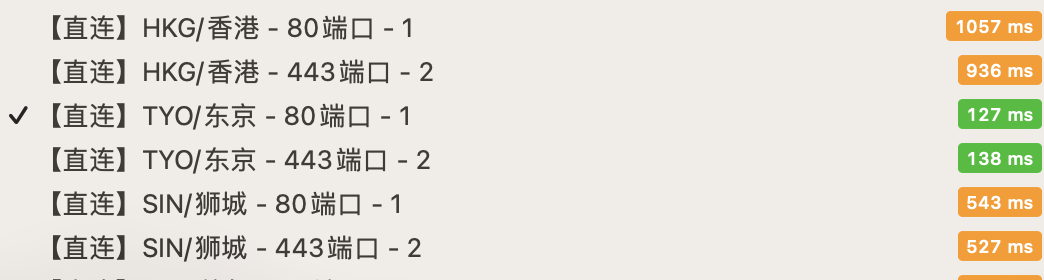 【直连】HKG/香港 - 80端口 - 1 1057 ms
【直连】HKG/香港 - 443端口 - 2 936 ms
【直连】TYO/东京 - 80端口 - 1 127 ms
【直连】TYO/东京 - 443端口 - 2 138 ms
【直连】SIN/狮城 - 80端口 - 1 543 ms
【直连】SIN/狮城 - 443端口 - 2 527 ms